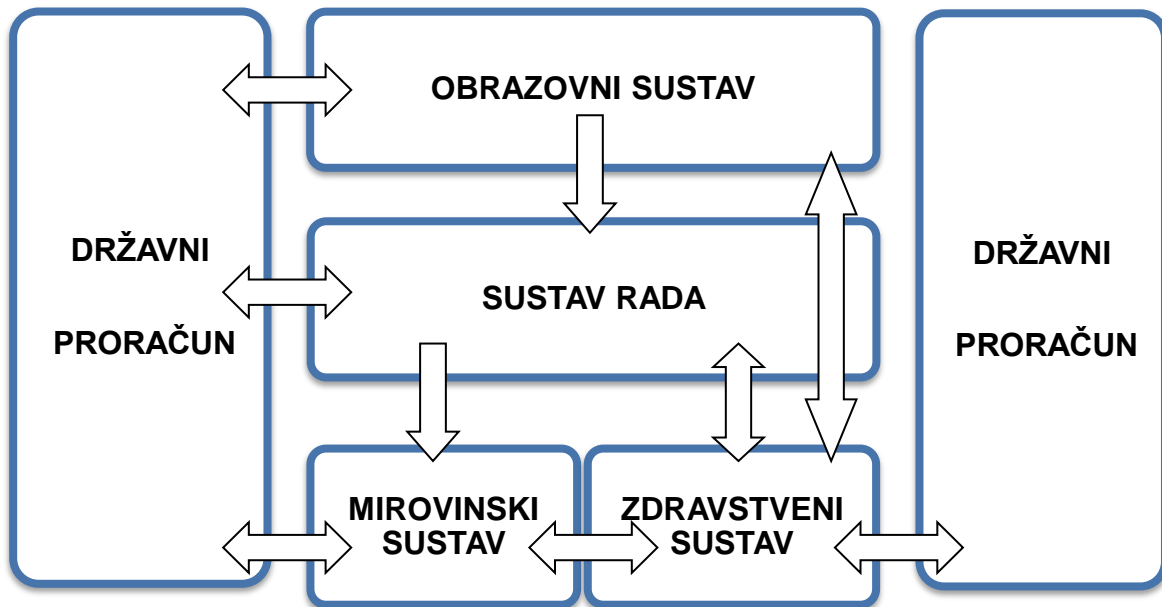 OBRAZOVNI SUSTAV
DRŽAVNI
PRORAČUN
SUSTAV RADA
DRŽAVNI
PRORAČUN
MIROVINSKI
SUSTAV
ZDRAVSTVENI
SUSTAV